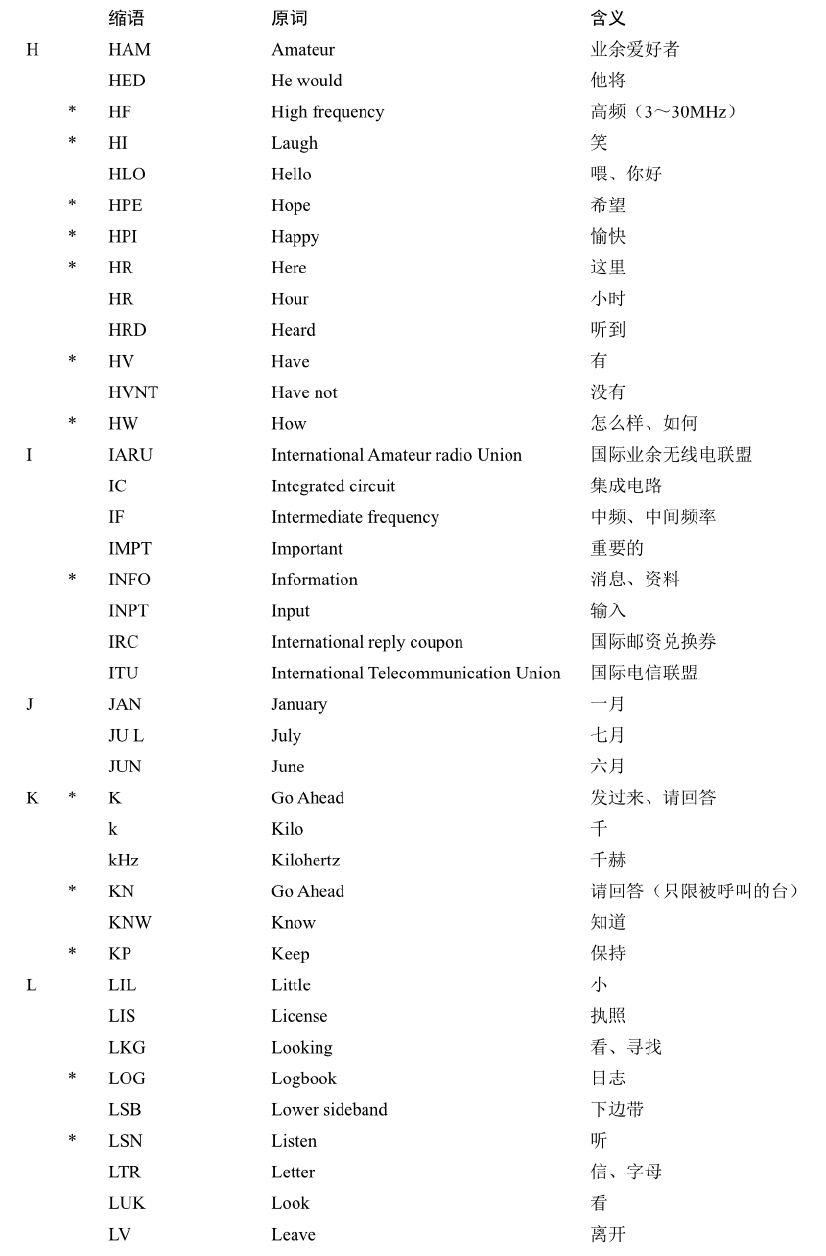 缩语 原词 含义
H HAM Amateur 业余爱好者
HED He would 他将
* HF High frequency 高频（3～30MHz）
* HI Laugh 笑
HLO Hello 喂、你好
* HPE Hope 希望
* HPI Happy 愉快
* HR Here 这里
HR Hour 小时
HRD Heard 听到
* HV Have 有
HVNT Have not 没有
* HW How 怎么样、如何
I IARU International Amateur radio Union 国际业余无线电联盟
IC Integrated circuit 集成电路
IF Intermediate frequency 中频、中间频率
IMPT Important 重要的
* INFO Information 消息、资料
INPT Input 输入
IRC International reply coupon 国际邮资兑换券
ITU International Telecommunication Union 国际电信联盟
J JAN January 一月
JU L July 七月
JUN June 六月
K * K Go Ahead 发过来、请回答
k Kilo 千
kHz Kilohertz 千赫
* KN Go Ahead 请回答（只限被呼叫的台）
KNW Know 知道
* KP Keep 保持
L LIL Little 小
LIS License 执照
LKG Looking 看、寻找
* LOG Logbook 日志
LSB Lower sideband 下边带
* LSN Listen 听
LTR Letter 信、字母
LUK Look 看
LV Leave 离开